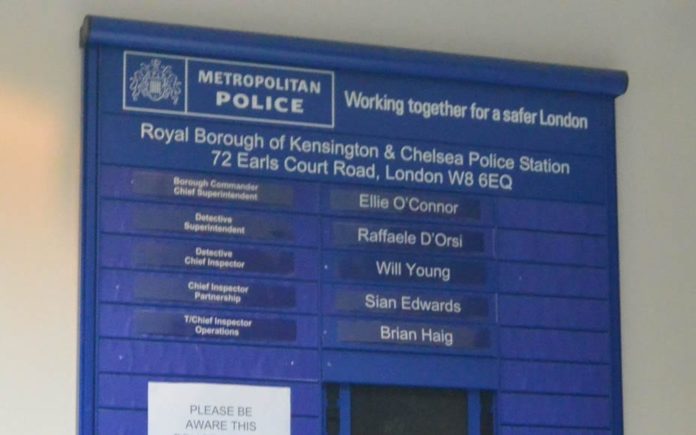 METROPOLITAN
POLICE
Working together for a safer London
Royal Borough of Kensington & Chelsea Police Station
72 Earls Court Road, London W8 6EQ
Borough Commander
Chief Superintendent
Ellie O'Connor
Detective
Superintendent
Raffaele D'Orsi
Detective
Chief Inspector
Will Young
Chief Inspector
Partnership
Sian Edwards
T/Chief Inspector
Operations
Brian Haig
PLEASE BE
AWARE THIS